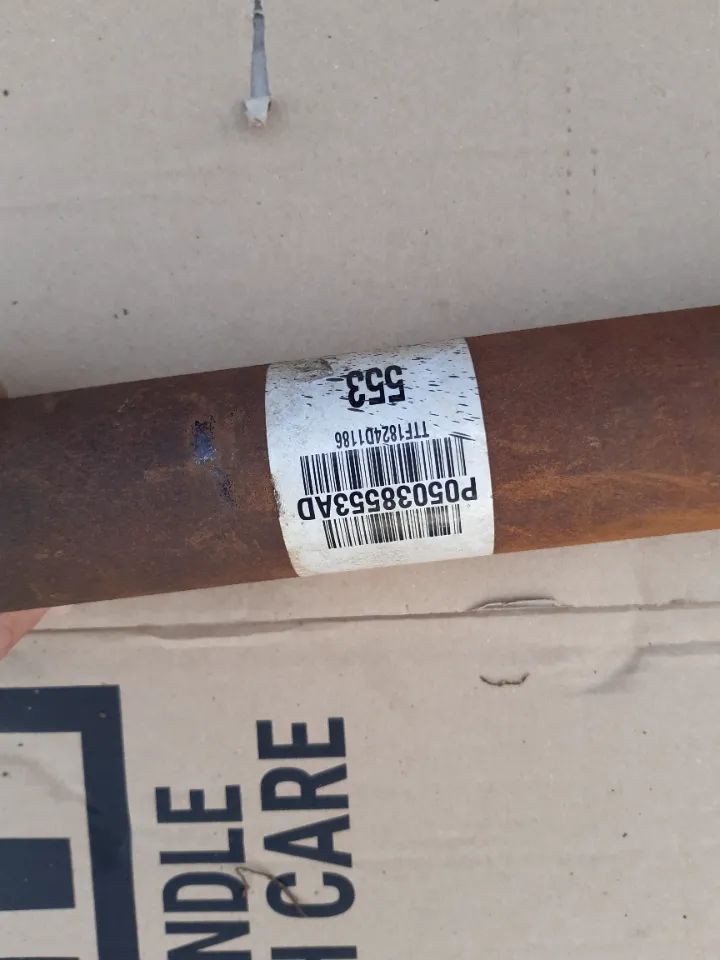 P05038553AD
TTF1824D1186
553
NDLE
H CARE